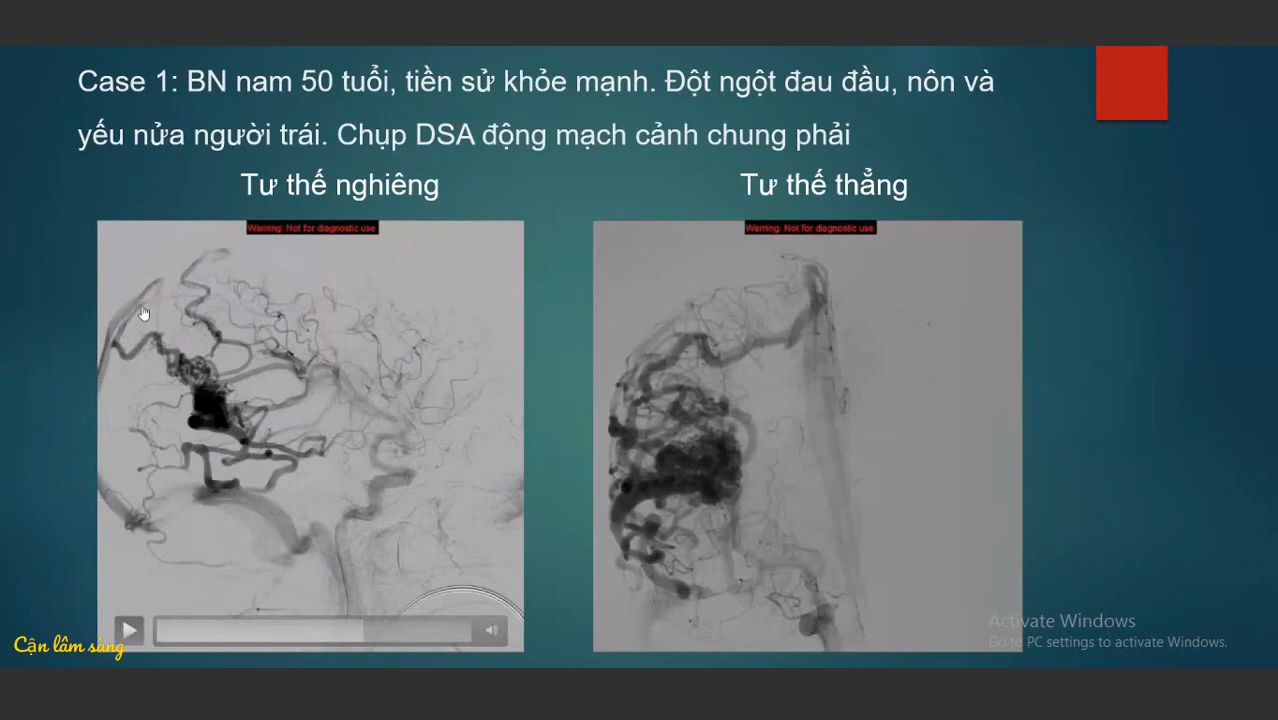 Case 1: BN nam 50 tuổi, tiền sử khỏe mạnh. Đột ngột đau đầu, nôn và
yếu nửa người trái. Chụp DSA động mạch cảnh chung phải
Tư thế nghiêng
Tư thế thẳng
Warning: Not for diagnostic use
Warning: Not for diagnostic use
Activate Windows
Go to PC settings to activate Windows.
Cận lâm sàng